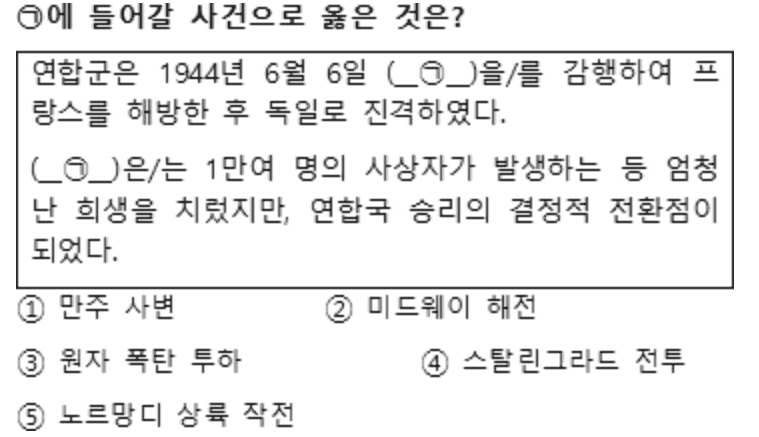 ㉠에 들어갈 사건으로 옳은 것은?
연합군은 1944년 6월 6일 (_㉠_)을/를 감행하여 프
랑스를 해방한 후 독일로 진격하였다.
(_㉠_)은/는 1만여 명의 사상자가 발생하는 등 엄청
난 희생을 치렀지만, 연합국 승리의 결정적 전환점이
되었다.
① 만주 사변 ② 미드웨이 해전
③ 원자 폭탄 투하 ④ 스탈린그라드 전투
⑤ 노르망디 상륙 작전